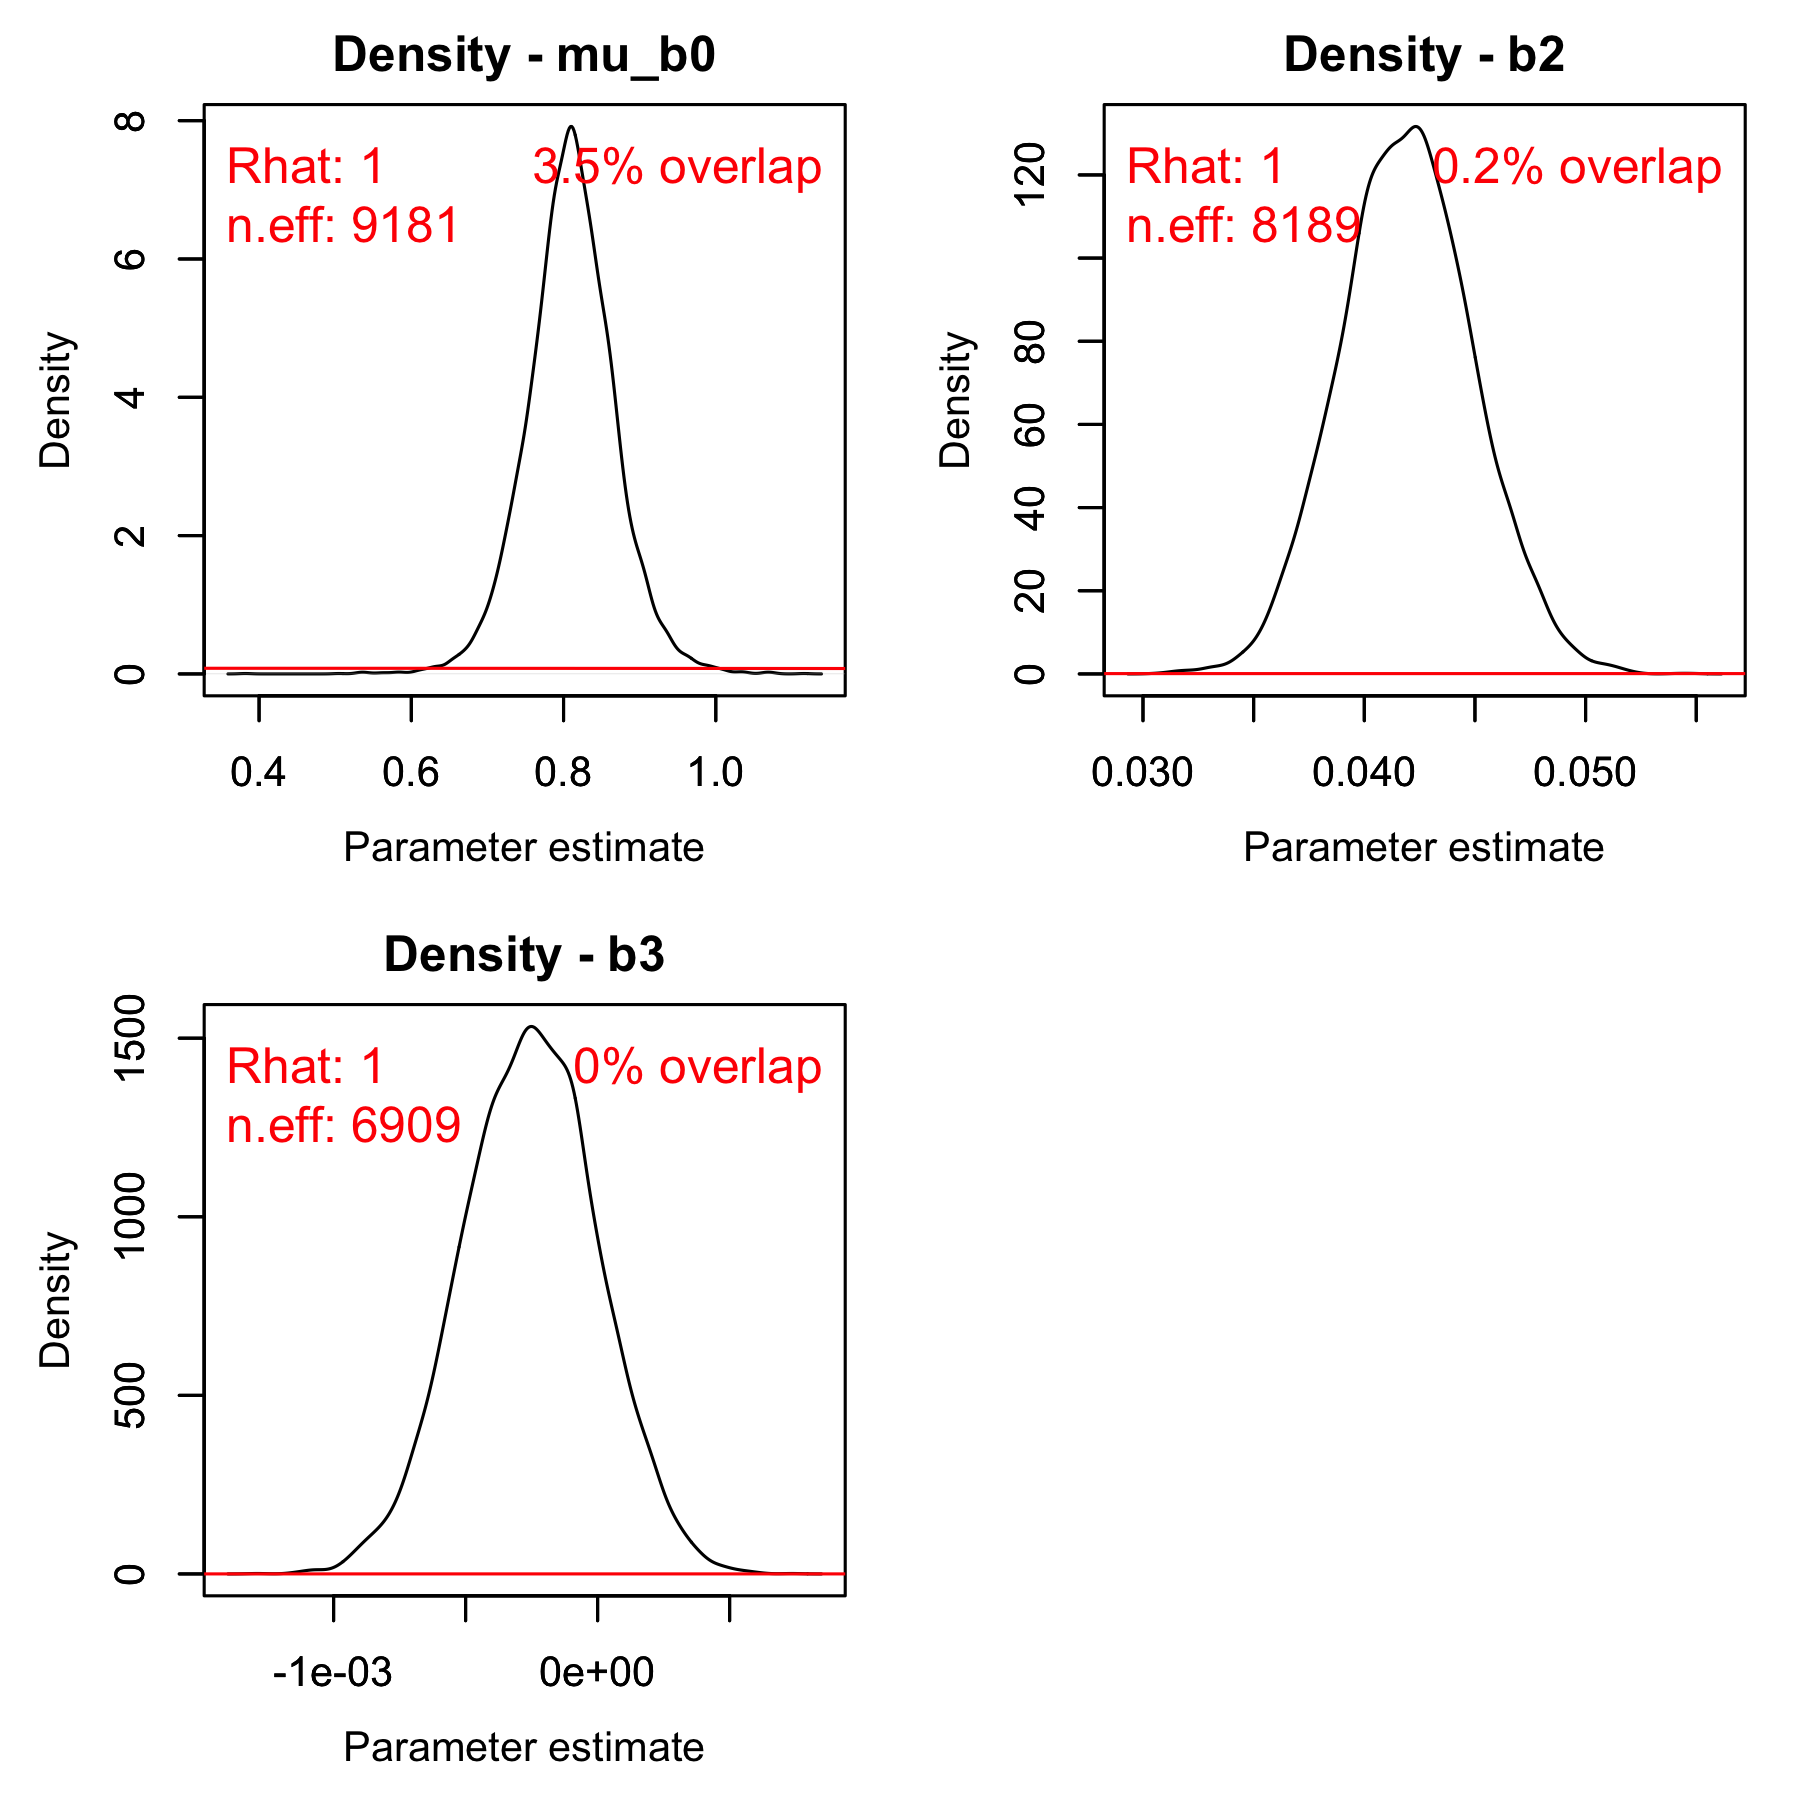 Density - mu_b0
Rhat: 1
3.5% overlap
n.eff: 9181
Density
0
2
4
6
8
0.4
0.6
0.8
1.0
Parameter estimate
Density - b2
Rhat: 1
0.2% overlap
n.eff: 8189
Density
0
20
40
60
80
120
0.030
0.040
0.050
Parameter estimate
Density - b3
Rhat: 1
0% overlap
n.eff: 6909
Density
0
500
1000
1500
-1e-03
0e+00
Parameter estimate